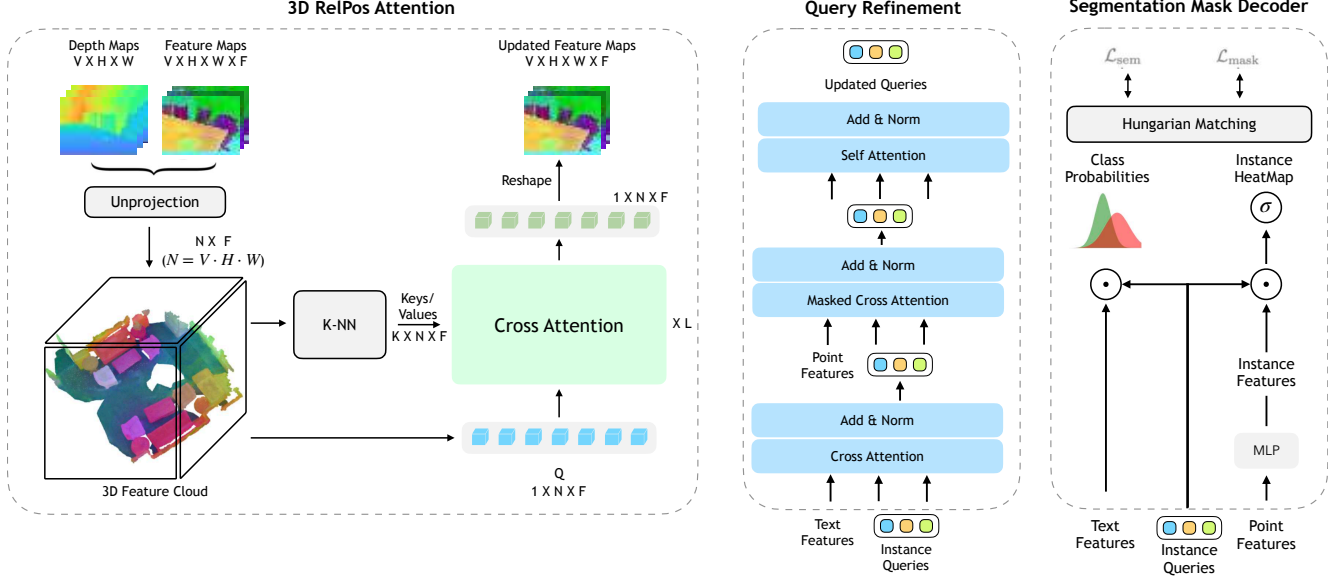 3D RelPos Attention
Depth Maps
V X H X W
Feature Maps
V X H X W X F
Updated Feature Maps
V X H X W X F
Unprojection
Reshape
1 X N X F
N X F
(N = V · H · W)
K-NN
Keys/
Values
K X N X F
Cross Attention
X L
3D Feature Cloud
Q
1 X N X F
Query Refinement
Updated Queries
Add & Norm
Self Attention
Add & Norm
Masked Cross Attention
Point
Features
Add & Norm
Cross Attention
Text
Features
Instance
Queries
Segmentation Mask Decoder
ℒsem
ℒmask
Hungarian Matching
Class
Probabilities
Instance
HeatMap
σ
Instance
Features
MLP
Text
Features
Instance
Queries
Point
Features